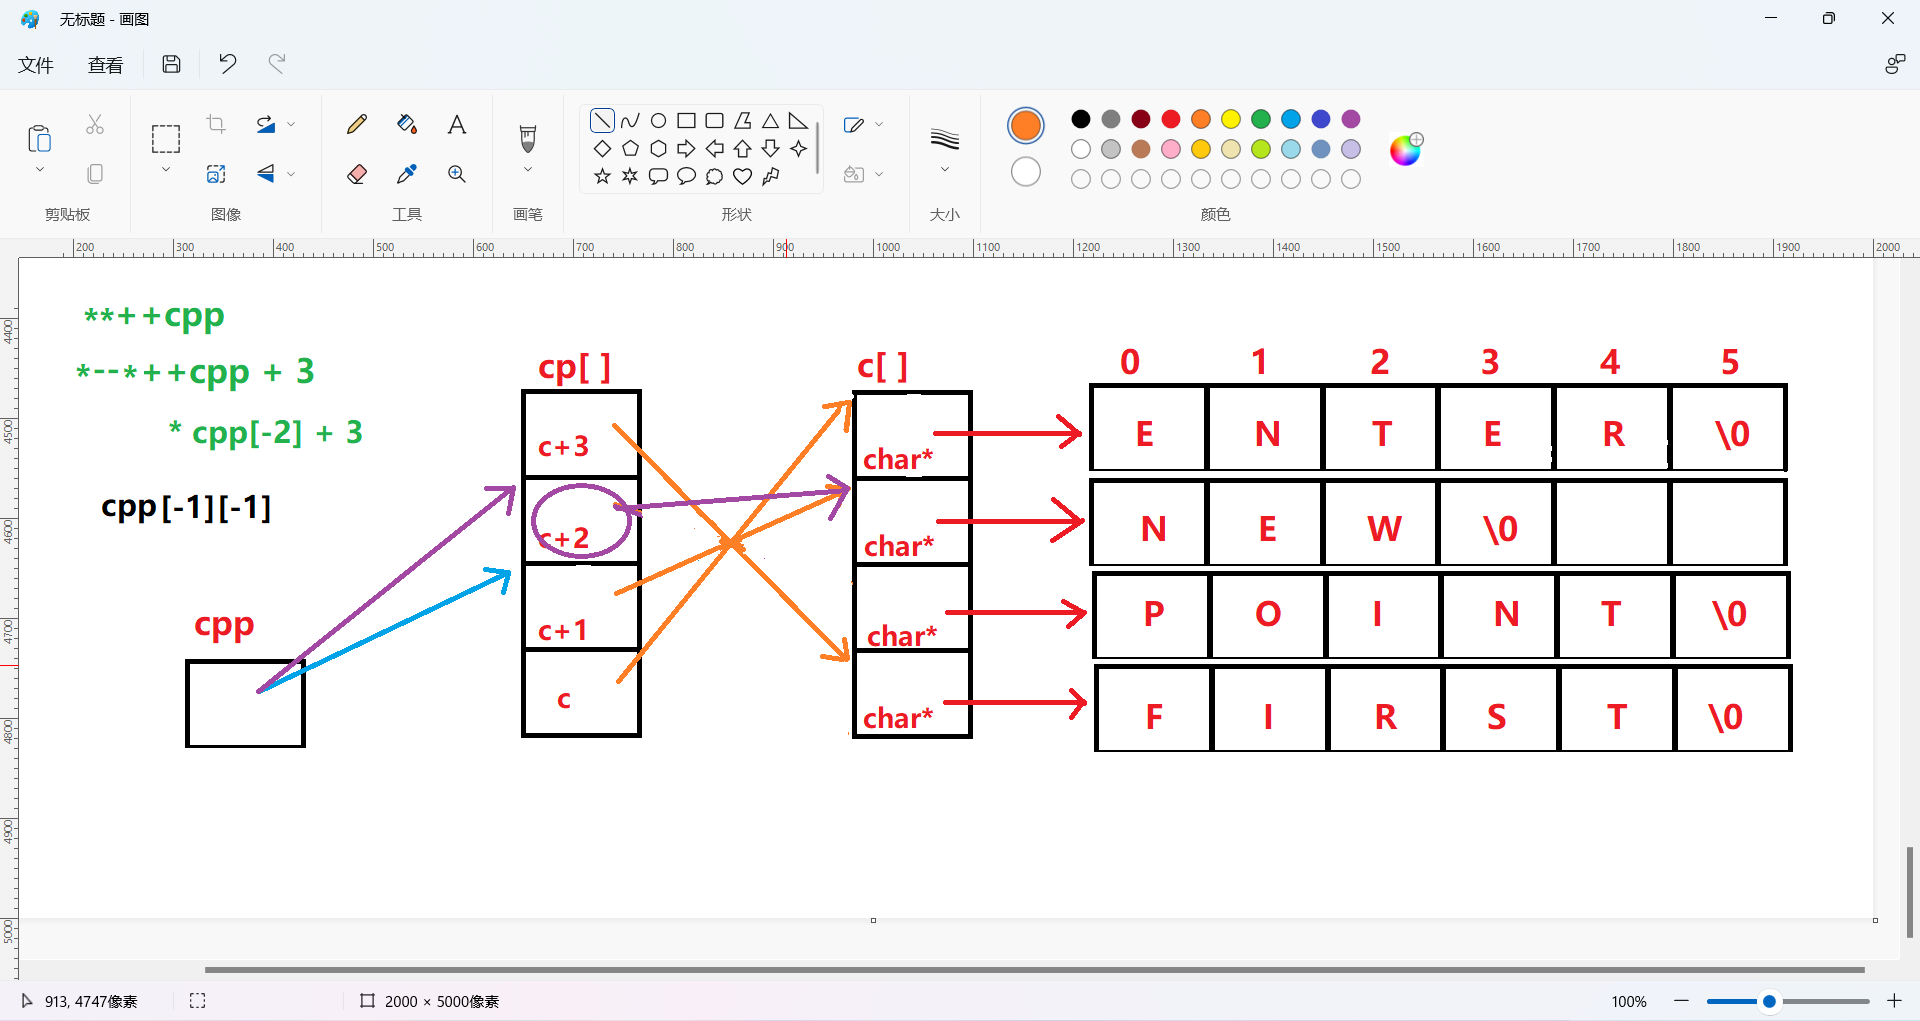 无标题 - 画图
文件 查看
剪贴板 图像 工具 画笔 形状 大小 颜色
200 300 400 500 600 700 800 900 1000 1100 1200 1300 1400 1500 1600 1700 1800 1900 2000
4400
4500
4600
4700
4800
4900
5000
**++cpp
*--*++cpp + 3
* cpp[-2] + 3
cpp[-1][-1]
cpp
cp[ ]
c+3
c+2
c+1
c
c[ ]
char*
char*
char*
char*
0 1 2 3 4 5
E N T E R \0
N E W \0
P O I N T \0
F I R S T \0
913, 4747像素 2000 × 5000像素 100%